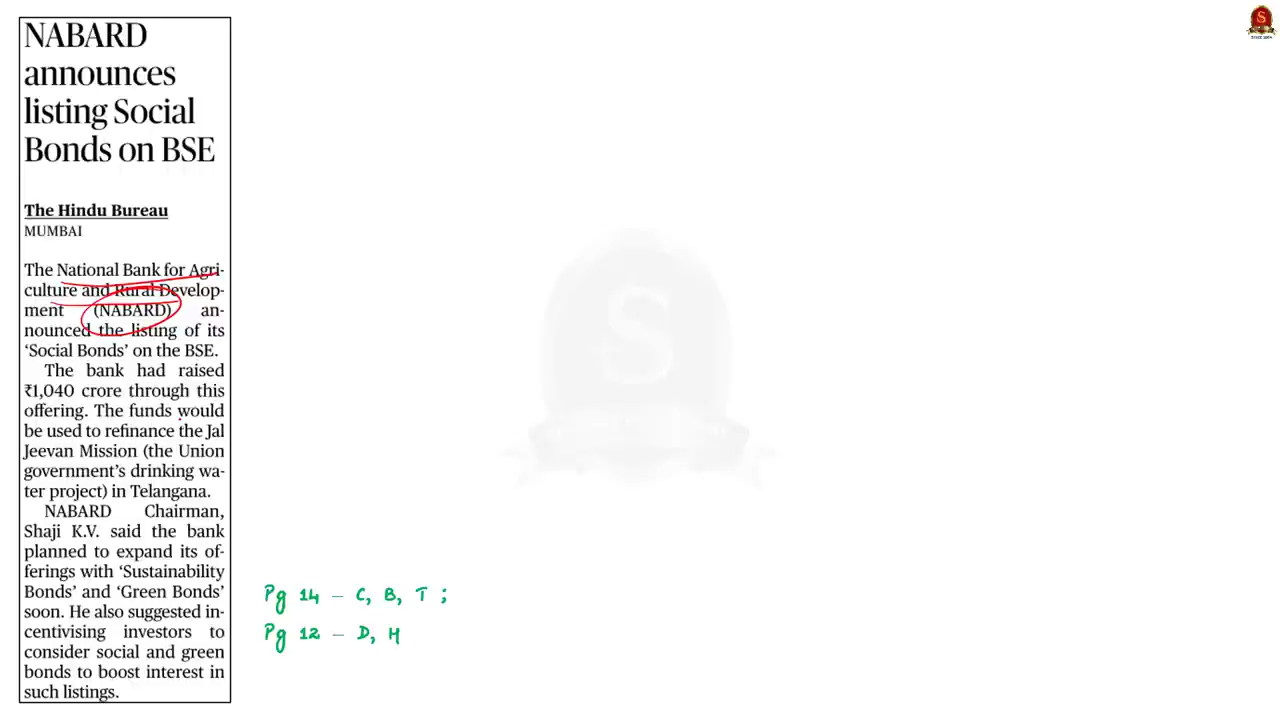 NABARD
announces
listing Social
Bonds on BSE
The Hindu Bureau
MUMBAI
The National Bank for Agri-
culture and Rural Develop-
ment (NABARD) an-
nounced the listing of its
‘Social Bonds’ on the BSE.
The bank had raised
₹1,040 crore through this
offering. The funds would
be used to refinance the Jal
Jeevan Mission (the Union
government’s drinking wa-
ter project) in Telangana.
NABARD Chairman,
Shaji K.V. said the bank
planned to expand its of-
ferings with ‘Sustainability
Bonds’ and ‘Green Bonds’
soon. He also suggested in-
centivising investors to
consider social and green
bonds to boost interest in
such listings.
Pg 14 – C, B, T ;
Pg 12 – D, H
S
S